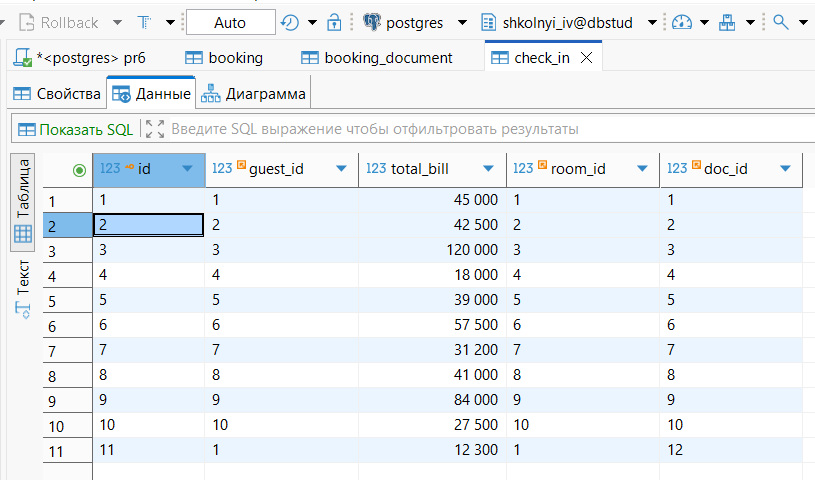 Rollback T Auto postgres shkolnyi_iv@dbstud
*<postgres> pr6 booking booking_document check_in
Свойства Данные Диаграмма
Показать SQL Введите SQL выражение чтобы отфильтровать результаты
Таблица
Текст
123 id 123 guest_id 123 total_bill 123 room_id 123 doc_id
1 1 1 45 000 1 1
2 2 2 42 500 2 2
3 3 3 120 000 3 3
4 4 4 18 000 4 4
5 5 5 39 000 5 5
6 6 6 57 500 6 6
7 7 7 31 200 7 7
8 8 8 41 000 8 8
9 9 9 84 000 9 9
10 10 10 27 500 10 10
11 11 1 12 300 1 12